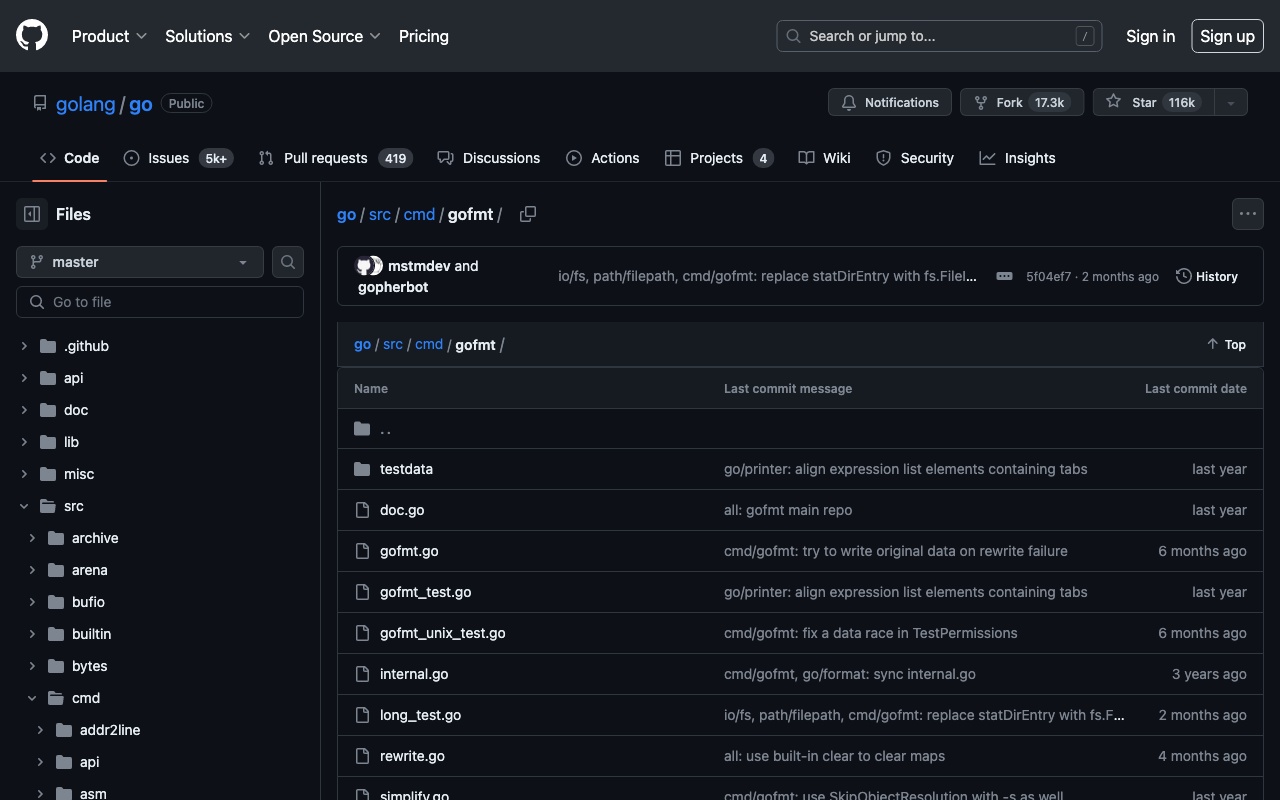 Product
Solutions
Open Source
Pricing
Search or jump to...
/
Sign in
Sign up
golang / go
Public
Notifications
Fork 17.3k
Star 116k
Code
Issues 5k+
Pull requests 419
Discussions
Actions
Projects 4
Wiki
Security
Insights
Files
master
Go to file
.github
api
doc
lib
misc
src
archive
arena
bufio
builtin
bytes
cmd
addr2line
api
asm
go / src / cmd / gofmt /
mstmdev and
gopherbot
io/fs, path/filepath, cmd/gofmt: replace statDirEntry with fs.FileI...
5f04ef7 · 2 months ago
History
go / src / cmd / gofmt /
Top
Name Last commit message Last commit date
..
testdata go/printer: align expression list elements containing tabs last year
doc.go all: gofmt main repo last year
gofmt.go cmd/gofmt: try to write original data on rewrite failure 6 months ago
gofmt_test.go go/printer: align expression list elements containing tabs last year
gofmt_unix_test.go cmd/gofmt: fix a data race in TestPermissions 6 months ago
internal.go cmd/gofmt, go/format: sync internal.go 3 years ago
long_test.go io/fs, path/filepath, cmd/gofmt: replace statDirEntry with fs.F... 2 months ago
rewrite.go all: use built-in clear to clear maps 4 months ago
simplify.go cmd/gofmt: use SkipObjectResolution with -s as well last year